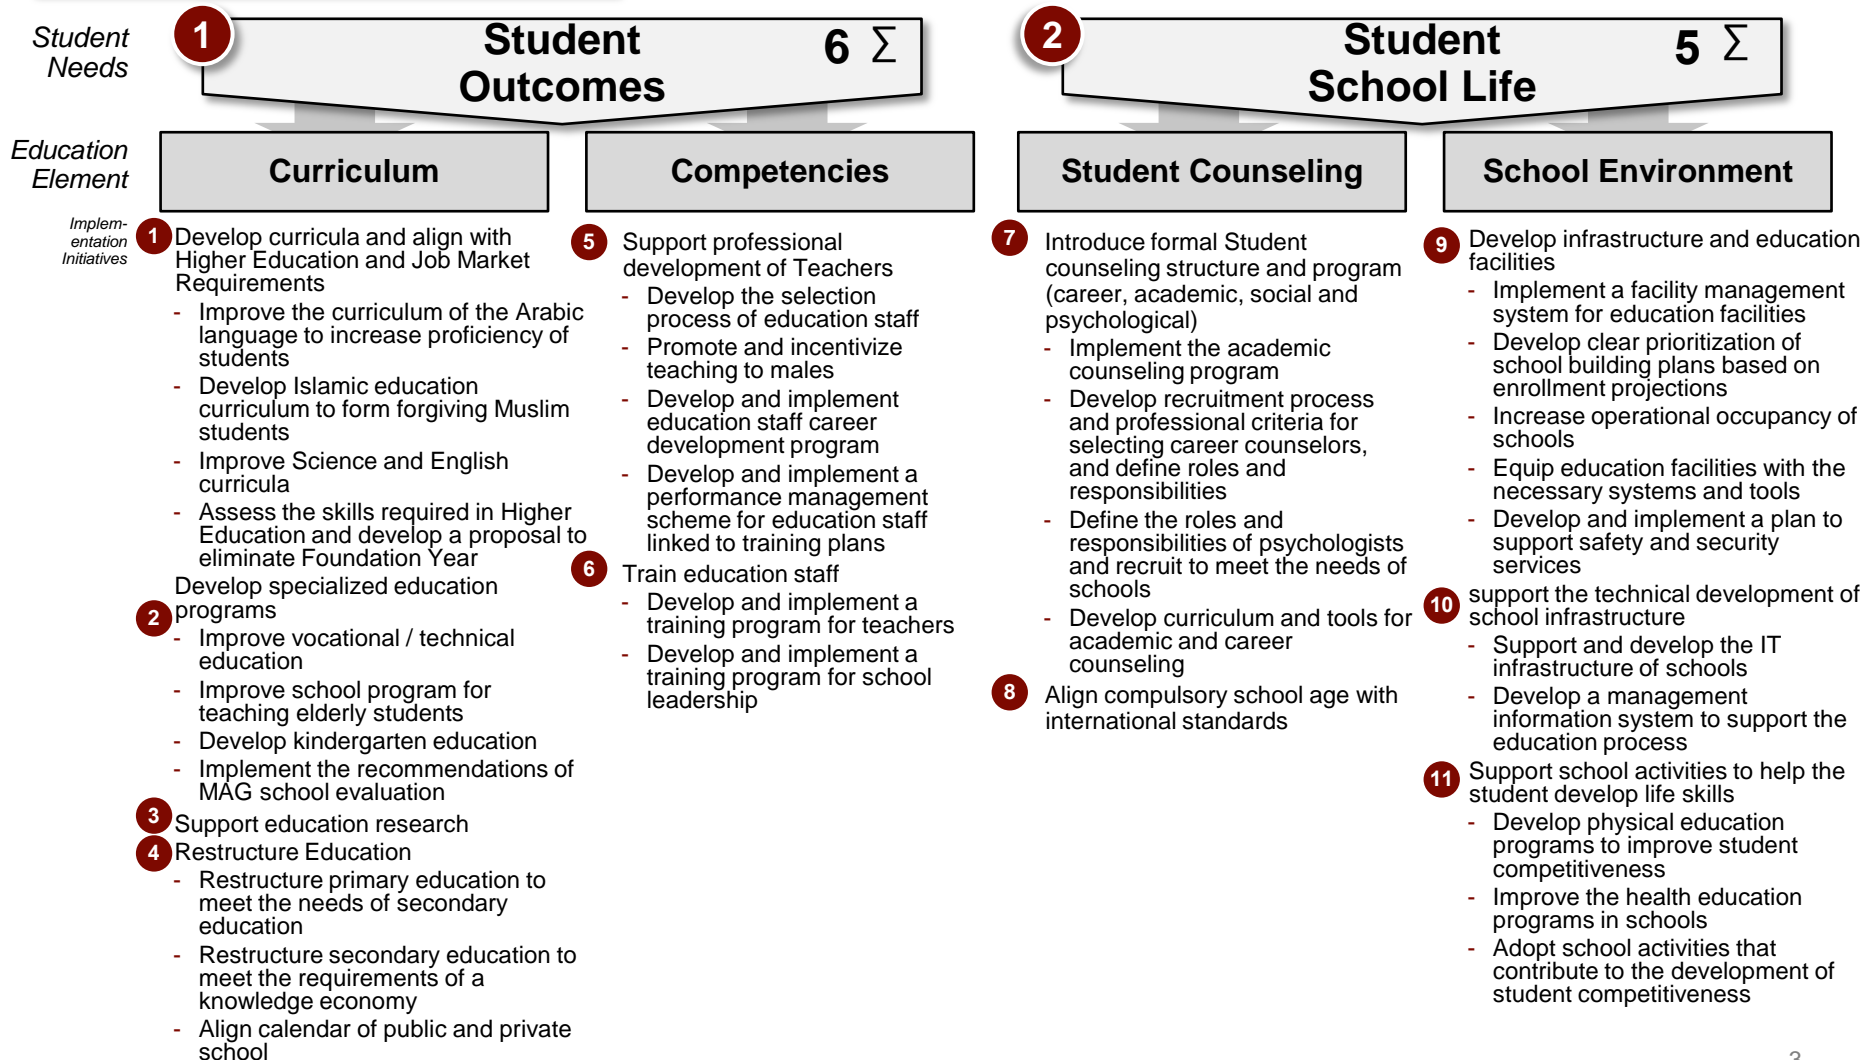 Student
Needs
1
Student
Outcomes
6 ∑
2
Student
School Life
5 ∑
Education
Element
Curriculum
Competencies
Student Counseling
School Environment
Implem-
entation
Initiatives
1 Develop curricula and align with
Higher Education and Job Market
Requirements
- Improve the curriculum of the Arabic
language to increase proficiency of
students
- Develop Islamic education
curriculum to form forgiving Muslim
students
- Improve Science and English
curricula
- Assess the skills required in Higher
Education and develop a proposal to
eliminate Foundation Year
Develop specialized education
2 programs
- Improve vocational / technical
education
- Improve school program for
teaching elderly students
- Develop kindergarten education
- Implement the recommendations of
MAG school evaluation
3 Support education research
4 Restructure Education
- Restructure primary education to
meet the needs of secondary
education
- Restructure secondary education to
meet the requirements of a
knowledge economy
- Align calendar of public and private
school
5 Support professional
development of Teachers
- Develop the selection
process of education staff
- Promote and incentivize
teaching to males
- Develop and implement
education staff career
development program
- Develop and implement a
performance management
scheme for education staff
linked to training plans
6 Train education staff
- Develop and implement a
training program for teachers
- Develop and implement a
training program for school
leadership
7 Introduce formal Student
counseling structure and program
(career, academic, social and
psychological)
- Implement the academic
counseling program
- Develop recruitment process
and professional criteria for
selecting career counselors,
and define roles and
responsibilities
- Define the roles and
responsibilities of psychologists
and recruit to meet the needs of
schools
- Develop curriculum and tools for
academic and career
counseling
8 Align compulsory school age with
international standards
9 Develop infrastructure and education
facilities
- Implement a facility management
system for education facilities
- Develop clear prioritization of
school building plans based on
enrollment projections
- Increase operational occupancy of
schools
- Equip education facilities with the
necessary systems and tools
- Develop and implement a plan to
support safety and security
services
10 support the technical development of
school infrastructure
- Support and develop the IT
infrastructure of schools
- Develop a management
information system to support the
education process
11 Support school activities to help the
student develop life skills
- Develop physical education
programs to improve student
competitiveness
- Improve the health education
programs in schools
- Adopt school activities that
contribute to the development of
student competitiveness
3